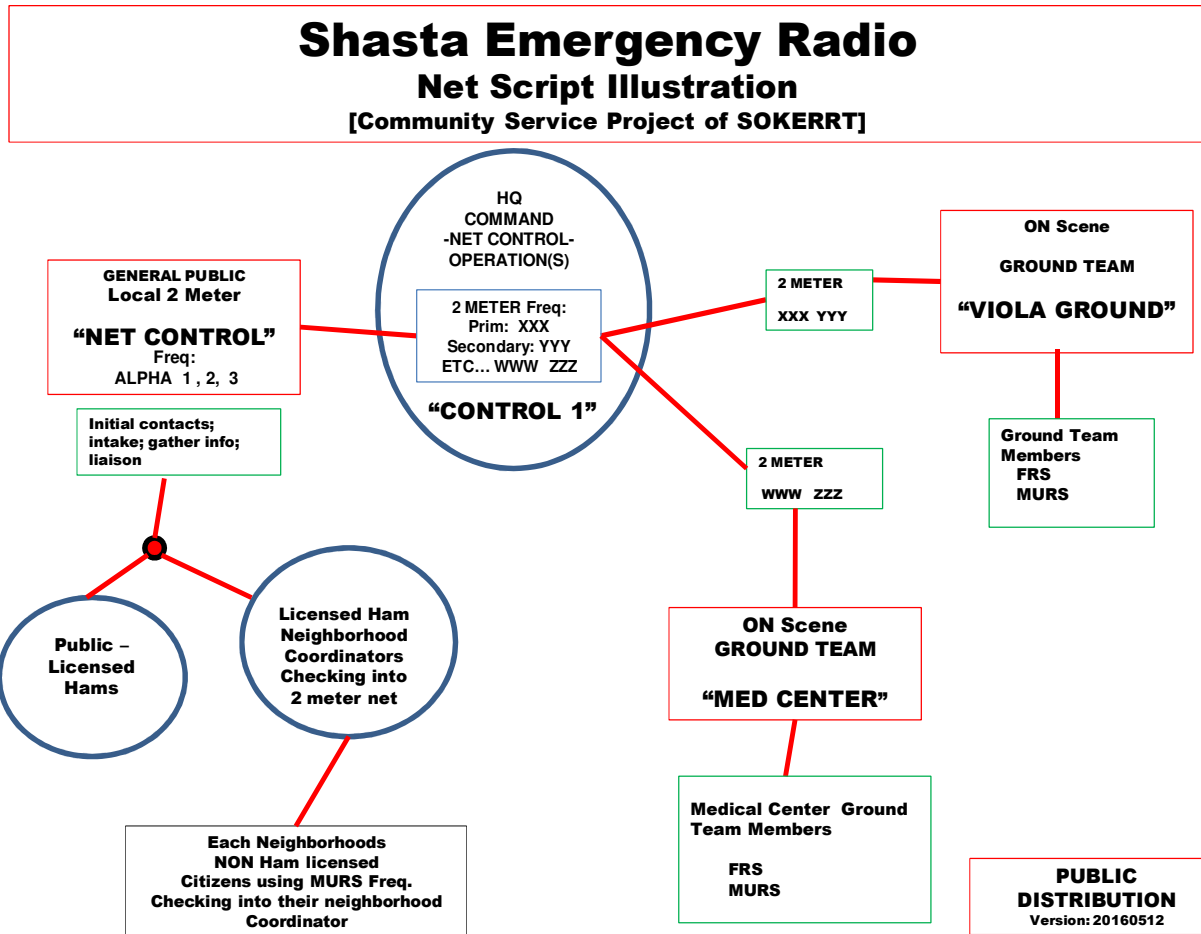 Shasta Emergency Radio
Net Script Illustration
[Community Service Project of SOKERRT]
HQ
COMMAND
-NET CONTROL-
OPERATION(S)
2 METER Freq:
Prim: XXX
Secondary: YYY
ETC... WWW ZZZ
“CONTROL 1”
GENERAL PUBLIC
Local 2 Meter
“NET CONTROL”
Freq:
ALPHA 1 , 2, 3
Initial contacts;
intake; gather info;
liaison
Public –
Licensed
Hams
Licensed Ham
Neighborhood
Coordinators
Checking into
2 meter net
Each Neighborhoods
NON Ham licensed
Citizens using MURS Freq.
Checking into their neighborhood
Coordinator
2 METER
XXX YYY
ON Scene
GROUND TEAM
“VIOLA GROUND”
Ground Team
Members
FRS
MURS
2 METER
WWW ZZZ
ON Scene
GROUND TEAM
“MED CENTER”
Medical Center Ground
Team Members
FRS
MURS
PUBLIC
DISTRIBUTION
Version: 20160512